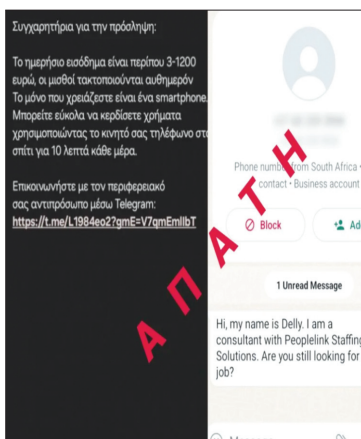 Συγχαρητήρια για την πρόσληψη:
Το ημερήσιο εισόδημα είναι περίπου 3-1200
ευρώ, οι μισθοί τακτοποιούνται αυθημερόν
Το μόνο που χρειάζεστε είναι ένα smartphone.
Μπορείτε εύκολα να κερδίσετε χρήματα
χρησιμοποιώντας το κινητό σας τηλέφωνο στο
σπίτι για 10 λεπτά κάθε μέρα.
Επικοινωνήστε με τον περιφερειακό
σας αντιπρόσωπο μέσω Telegram:
https://t.me/L1984eo2?gmE=V7qmEmlIbT
ΑΠΑΤΗ
Phone number from South Africa •
contact • Business account
Block
Ad
1 Unread Message
Hi, my name is Delly. I am a
consultant with Peoplelink Staffing
Solutions. Are you still looking for
job?